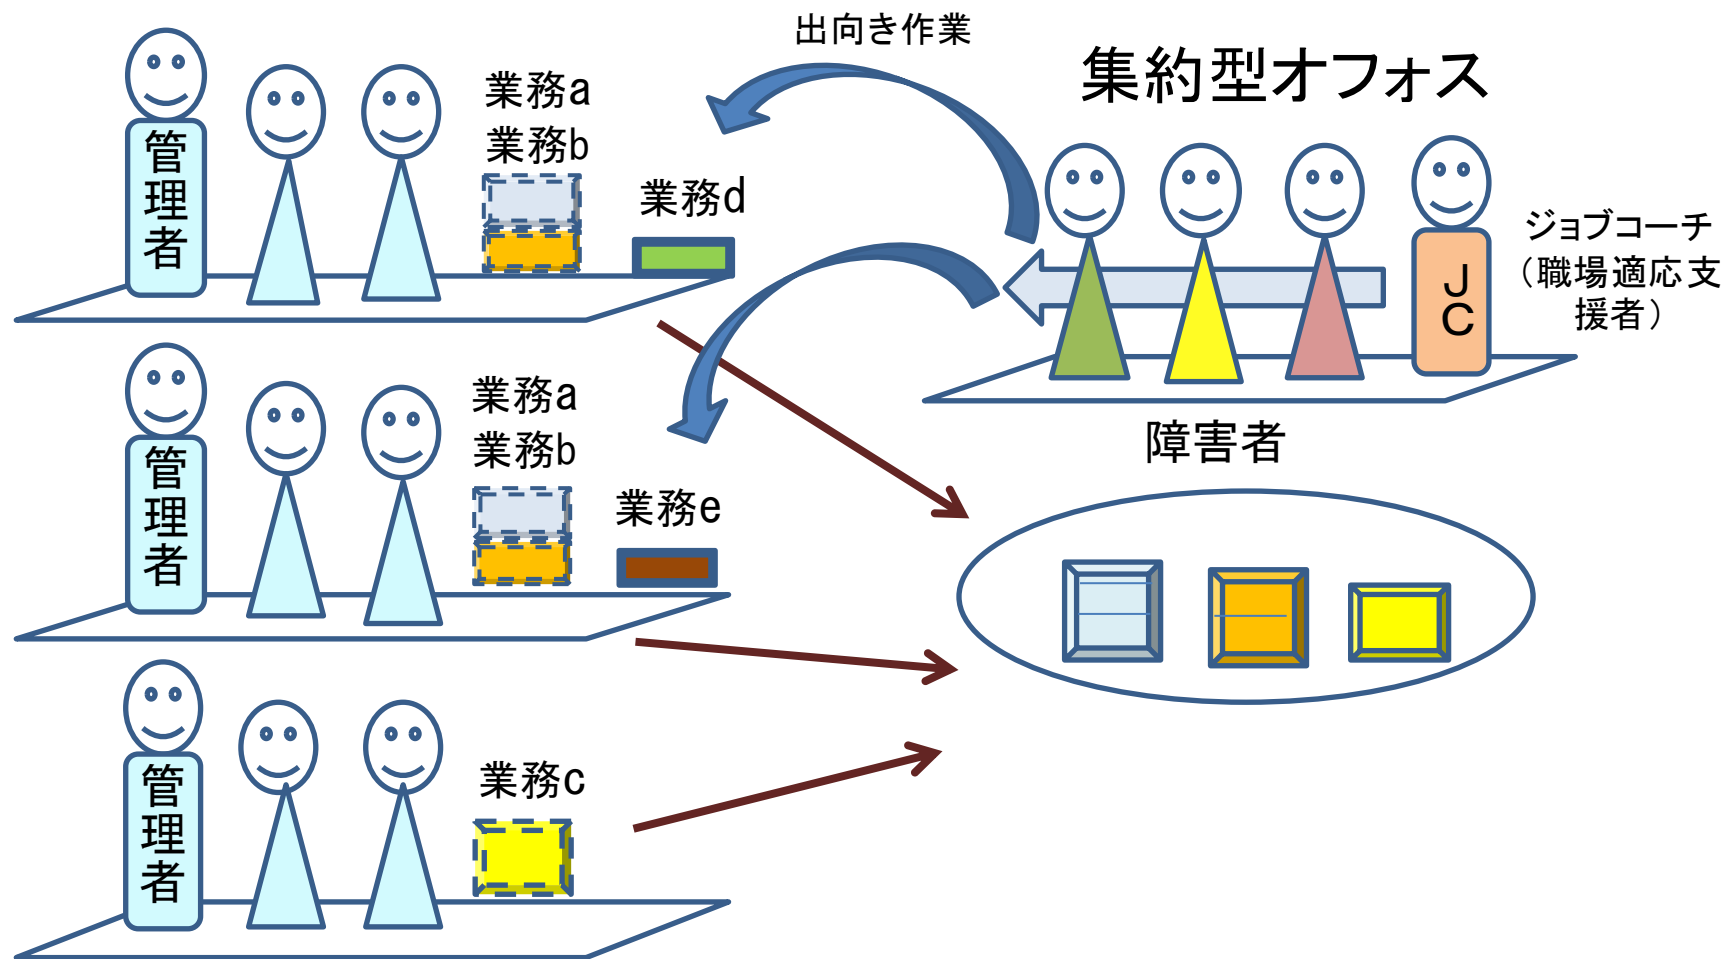 出向き作業
集約型オフォス
業務a
業務b
業務d
管理者
ジョブコーチ
（職場適応支
援者）
JC
業務a
業務b
業務e
管理者
障害者
業務c
管理者